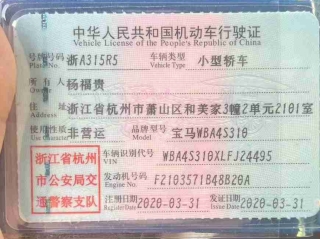 中华人民共和国机动车行驶证
Vehicle License of the People's Republic of China
号牌号码 浙A315R5 车辆类型 小型轿车
Plate No. Vehicle Type
所有人 杨福贵
Owner
住址 浙江省杭州市萧山区和美家3幢2单元2101室
Address
使用性质 非营运 品牌型号 宝马WBA4S310
Use Character Model
浙江省杭州
市公安局交
通警察支队
车辆识别代号 WBA4S310XLFJ24495
VIN
发动机号码 F2103571B48B20A
Engine No.
注册日期 2020-03-31 发证日期 2020-03-31
Register Date Issue Date